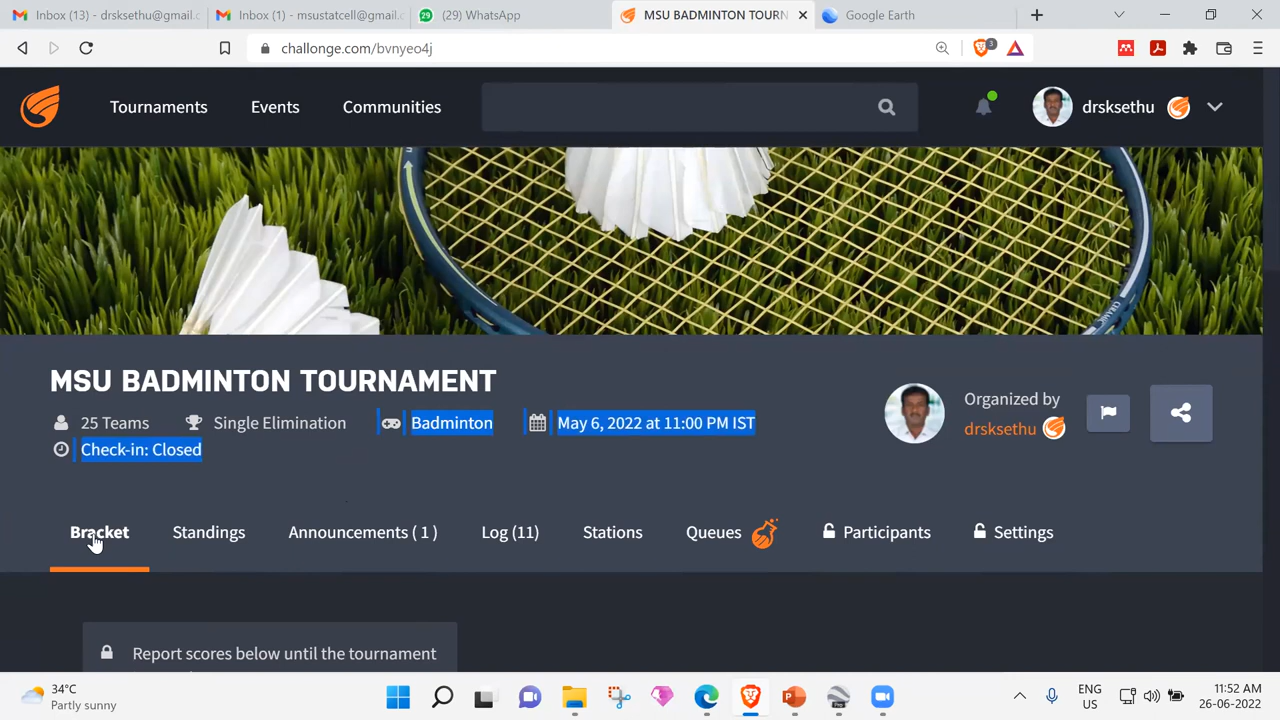 Inbox (13) - drsksethu@gmail.c
Inbox (1) - msustatcell@gmail.c
(29) WhatsApp
MSU BADMINTON TOURN
Google Earth
challonge.com/bvnyeo4j
3
Tournaments
Events
Communities
drsksethu
MSU BADMINTON TOURNAMENT
25 Teams
Single Elimination
Badminton
May 6, 2022 at 11:00 PM IST
Check-in: Closed
Organized by
drsksethu
Bracket
Standings
Announcements ( 1 )
Log (11)
Stations
Queues
Participants
Settings
Report scores below until the tournament
34°C
Partly sunny
ENG
US
11:52 AM
26-06-2022